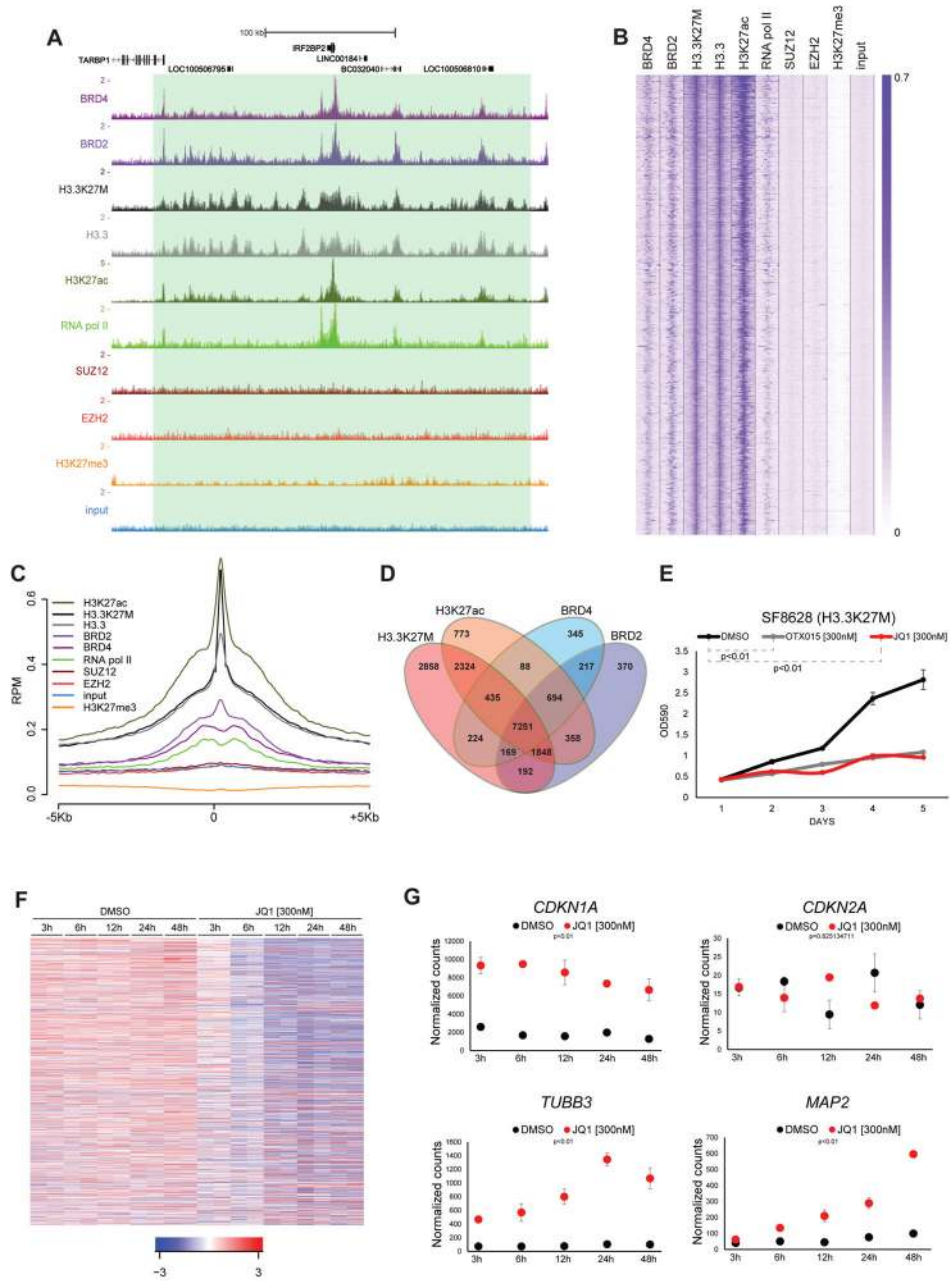 A
100 kb
IRF2BP2
TARBP1
LINC00184
LOC100506795
BC032040
LOC100506810
2 -
BRD4
2 -
BRD2
2 -
H3.3K27M
2 -
H3.3
5 -
H3K27ac
2 -
RNA pol II
2 -
SUZ12
2 -
EZH2
2 -
H3K27me3
2 -
input
B
BRD4
BRD2
H3.3K27M
H3.3
H3K27ac
RNA pol II
SUZ12
EZH2
H3K27me3
input
0.7
0
C
H3K27ac
H3.3K27M
H3.3
BRD2
BRD4
RNA pol II
SUZ12
EZH2
input
H3K27me3
RPM
0.6
0.4
0.2
0.0
-5Kb
0
+5Kb
D
H3K27ac
BRD4
H3.3K27M
BRD2
773
345
2858
2324
88
217
370
435
694
7251
224
358
169
1848
192
E
SF8628 (H3.3K27M)
DMSO
OTX015 [300nM]
JQ1 [300nM]
p<0.01
p<0.01
OD590
3.5
3
2.5
2
1.5
1
0.5
0
1 2 3 4 5
DAYS
F
DMSO
JQ1 [300nM]
3h 6h 12h 24h 48h 3h 6h 12h 24h 48h
−3
3
G
CDKN1A
DMSO JQ1 [300nM]
p<0.01
Normalized counts
12000
10000
8000
6000
4000
2000
0
3h 6h 12h 24h 48h
CDKN2A
DMSO JQ1 [300nM]
p=0.825134711
Normalized counts
30
25
20
15
10
5
0
3h 6h 12h 24h 48h
TUBB3
DMSO JQ1 [300nM]
p<0.01
Normalized counts
1600
1400
1200
1000
800
600
400
200
0
3h 6h 12h 24h 48h
MAP2
DMSO JQ1 [300nM]
p<0.01
Normalized counts
700
600
500
400
300
200
100
0
3h 6h 12h 24h 48h